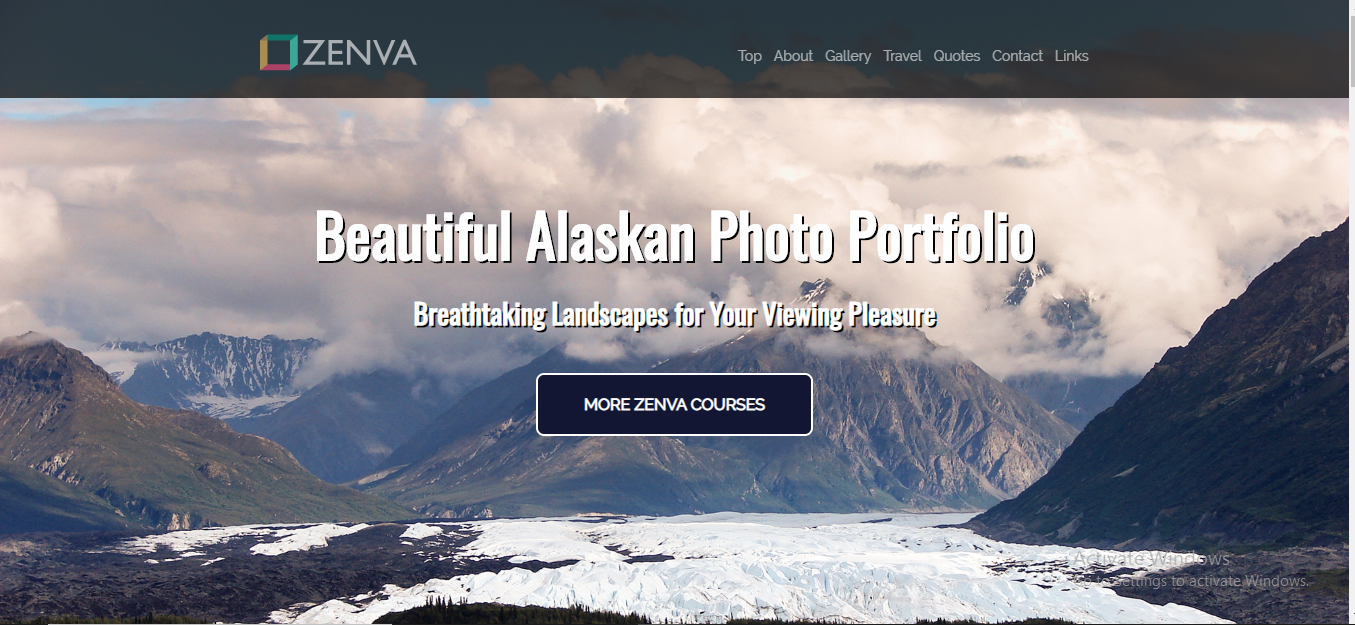 ZENVA
Top About Gallery Travel Quotes Contact Links
Beautiful Alaskan Photo Portfolio
Breathtaking Landscapes for Your Viewing Pleasure
MORE ZENVA COURSES
Activate Windows
to Settings to activate Windows.